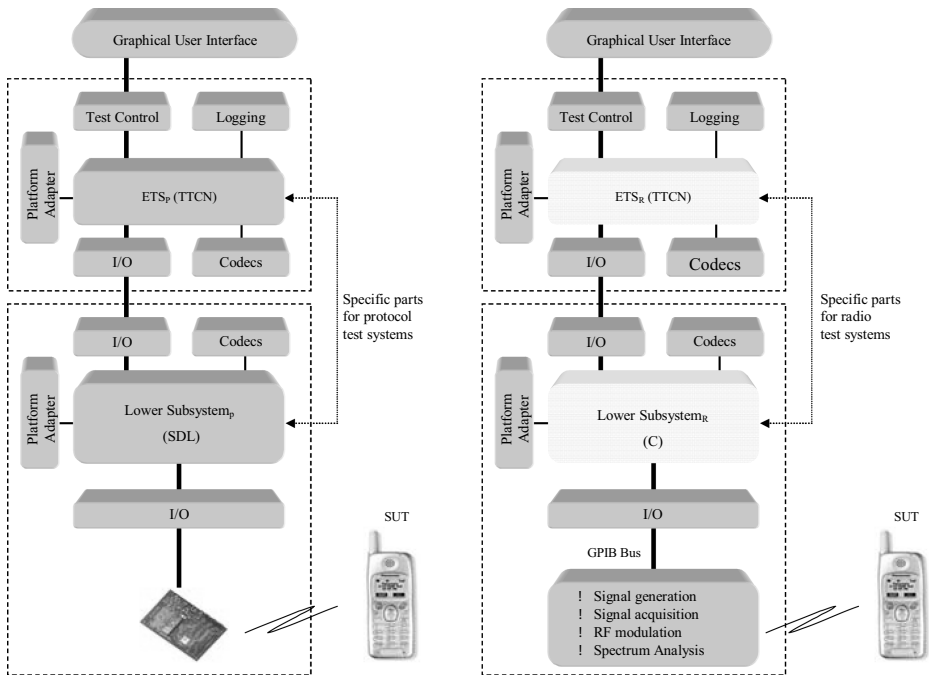 Graphical User Interface
Test Control
Logging
Platform
Adapter
ETSP (TTCN)
I/O
Codecs
Specific parts
for protocol
test systems
I/O
Codecs
Platform
Adapter
Lower Subsystemp
(SDL)
I/O
SUT
Graphical User Interface
Test Control
Logging
Platform
Adapter
ETSR (TTCN)
I/O
Codecs
Specific parts
for radio
test systems
I/O
Codecs
Platform
Adapter
Lower SubsystemR
(C)
I/O
SUT
GPIB Bus
! Signal generation
! Signal acquisition
! RF modulation
! Spectrum Analysis